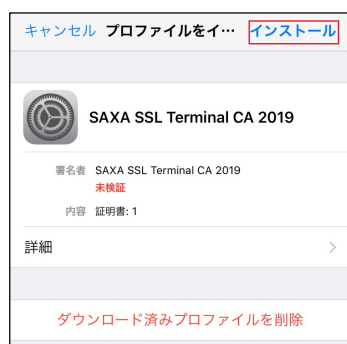 キャンセル プロファイルをイ… インストール
SAXA SSL Terminal CA 2019
署名者 SAXA SSL Terminal CA 2019
未検証
内容 証明書: 1
詳細
ダウンロード済みプロファイルを削除